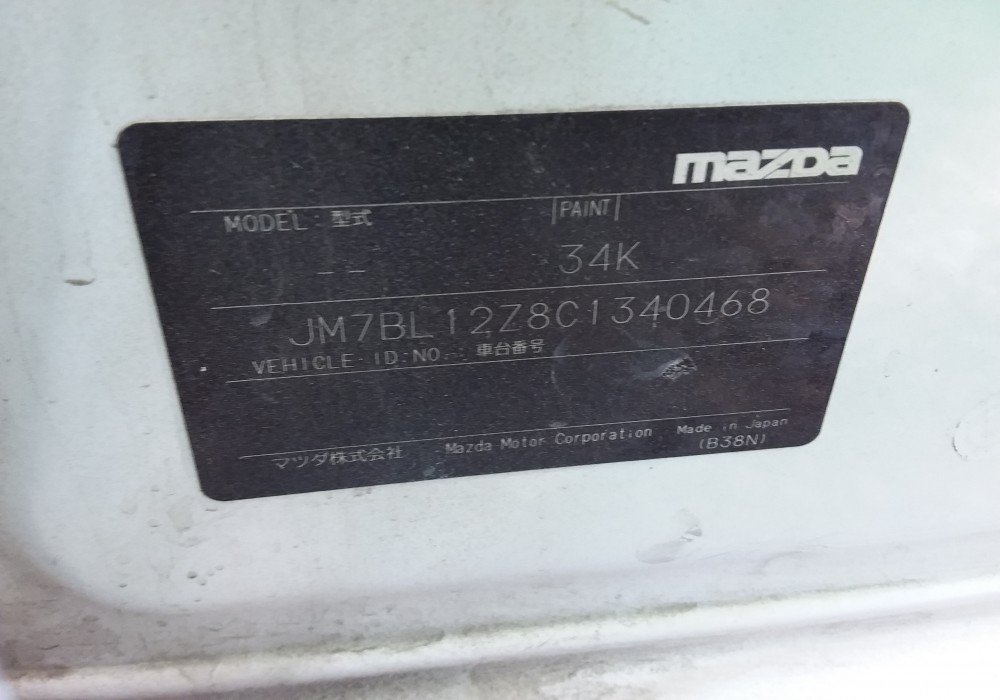 mazda
MODEL 型式 PAINT
-- 34K
JM7BL12Z8C1340468
VEHICLE ID.NO. 車台番号
マツダ株式会社 Mazda Motor Corporation Made in Japan
(B38N)